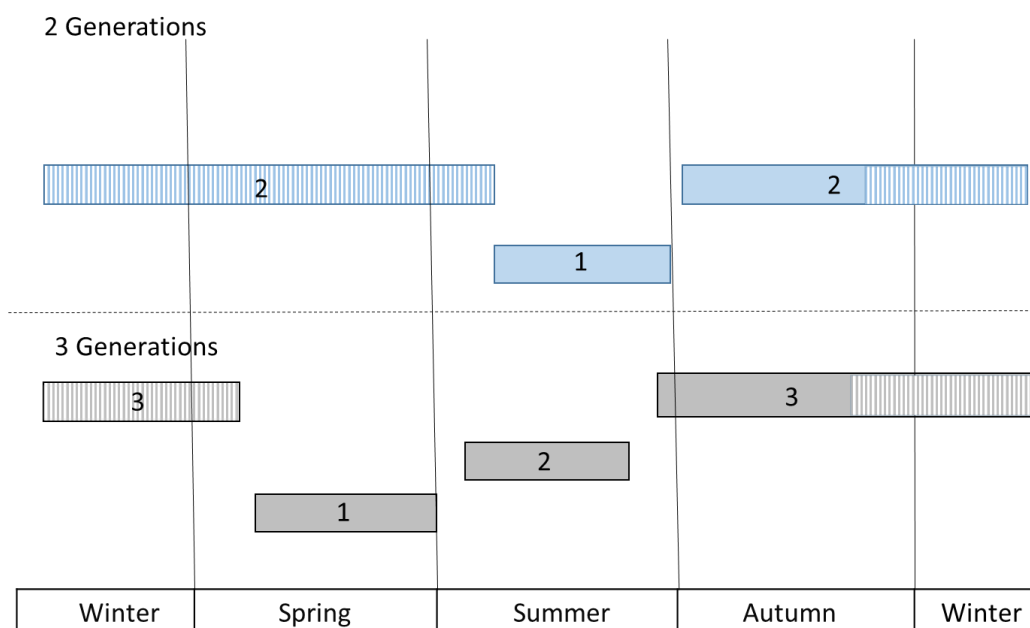 2 Generations
2
2
1
3 Generations
3
3
2
1
Winter
Spring
Summer
Autumn
Winter